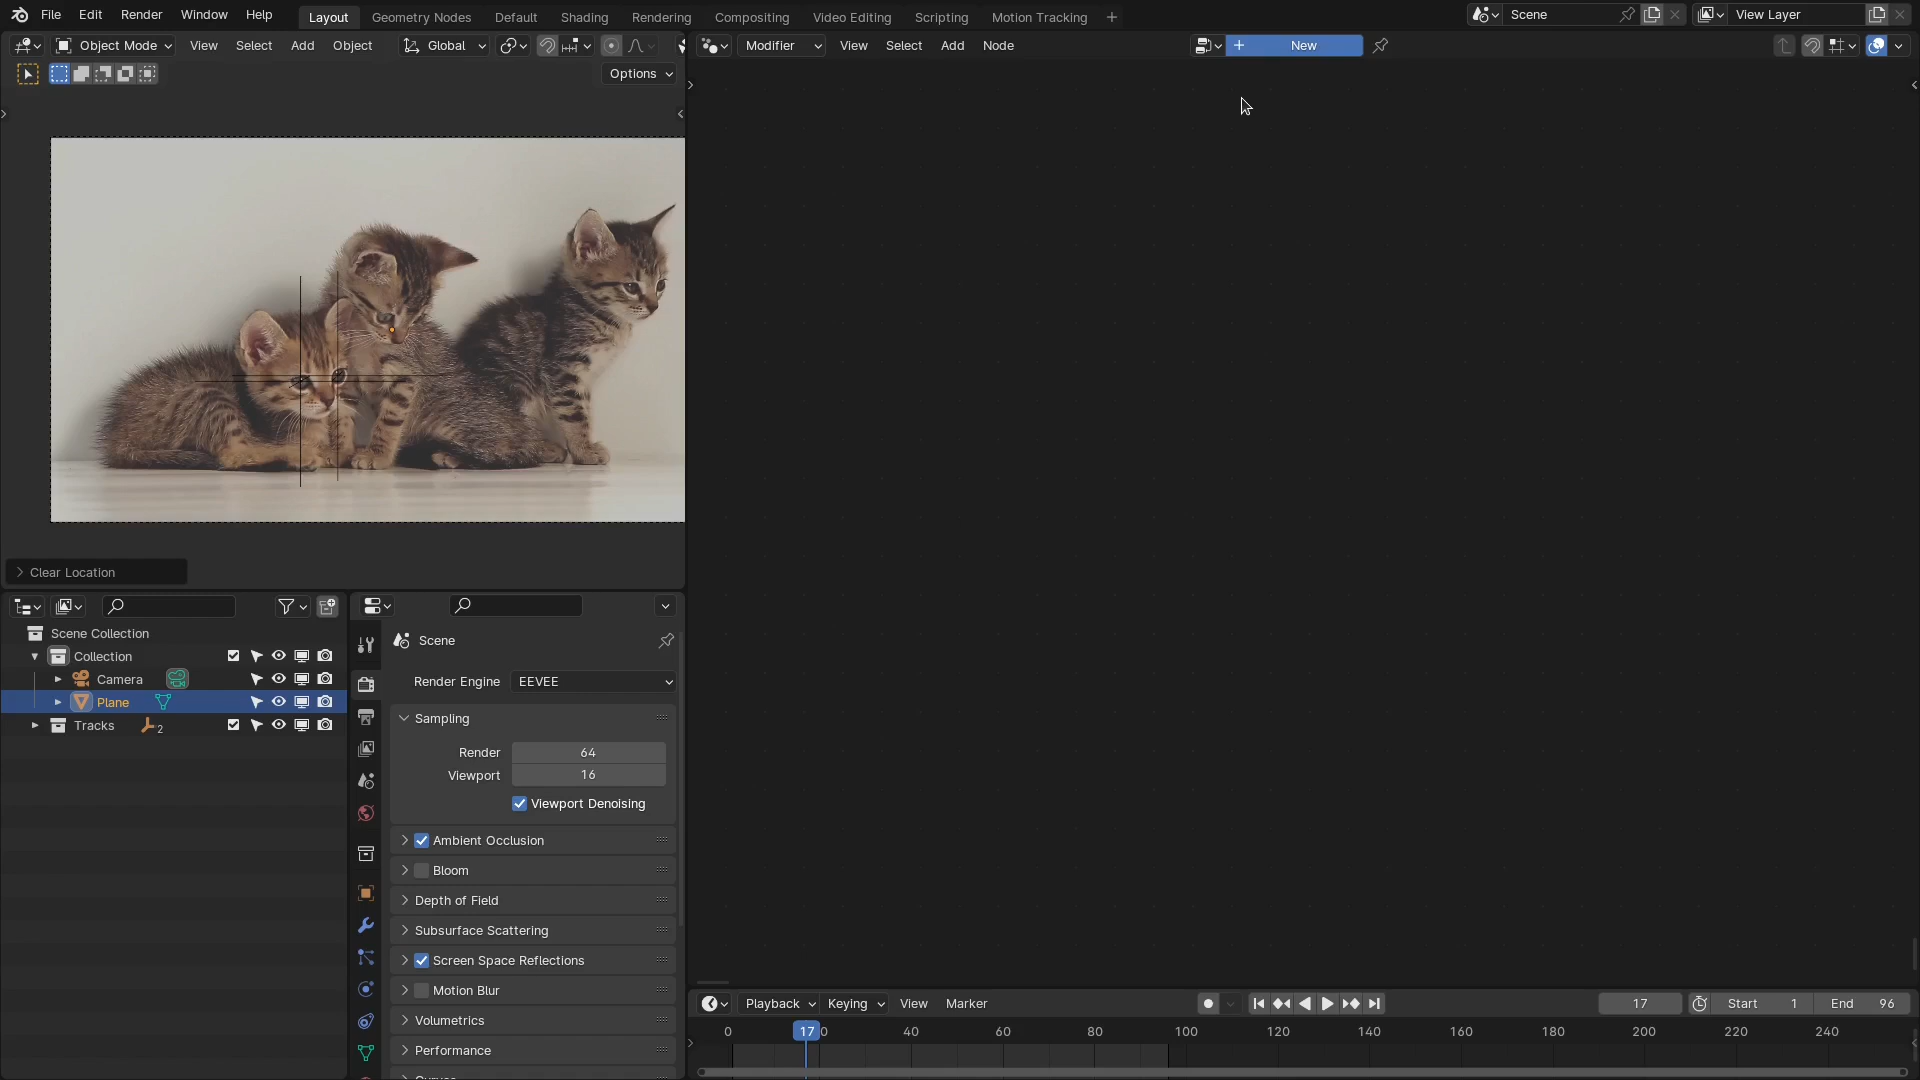 File Edit Render Window Help Layout Geometry Nodes Default Shading Rendering Compositing Video Editing Scripting Motion Tracking Scene View Layer
Object Mode View Select Add Object Global Modifier View Select Add Node New
Options
Clear Location
Scene Collection
Collection
Camera
Plane
Tracks 2
Scene
Render Engine EEVEE
Sampling
Render 64
Viewport 16
Viewport Denoising
Ambient Occlusion
Bloom
Depth of Field
Subsurface Scattering
Screen Space Reflections
Motion Blur
Volumetrics
Performance
Playback Keying View Marker 17 Start 1 End 96
0 17 0 40 60 80 100 120 140 160 180 200 220 240